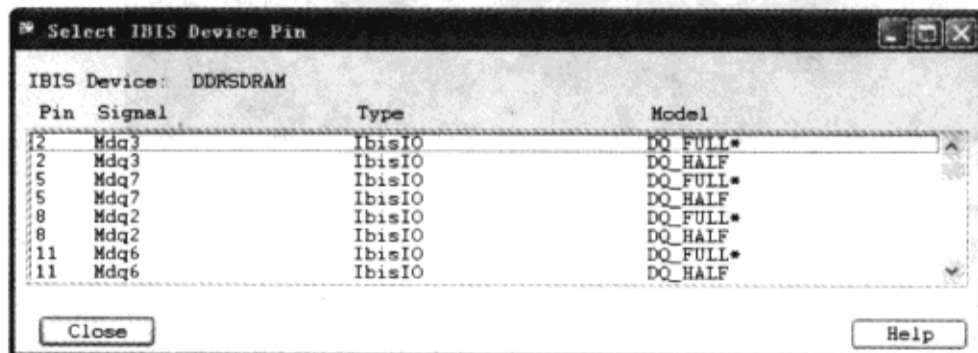 Select IBIS Device Pin
IBIS Device: DDRSDRAM
Pin Signal Type Model
2 Mdq3 IbisIO DQ_FULL*
2 Mdq3 IbisIO DQ_HALF
5 Mdq7 IbisIO DQ_FULL*
5 Mdq7 IbisIO DQ_HALF
8 Mdq2 IbisIO DQ_FULL*
8 Mdq2 IbisIO DQ_HALF
11 Mdq6 IbisIO DQ_FULL*
11 Mdq6 IbisIO DQ_HALF
Close Help